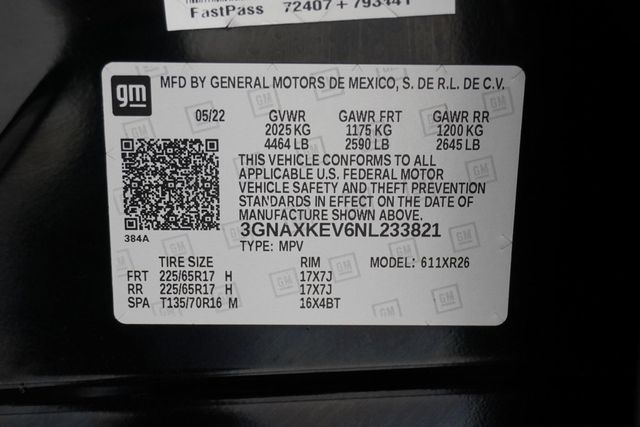 FastPass 72407 + 793441
gm
MFD BY GENERAL MOTORS DE MEXICO, S. DE R.L. DE C.V.
05/22 GVWR GAWR FRT GAWR RR
2025 KG 1175 KG 1200 KG
4464 LB 2590 LB 2645 LB
THIS VEHICLE CONFORMS TO ALL
APPLICABLE U.S. FEDERAL MOTOR
VEHICLE SAFETY AND THEFT PREVENTION
STANDARDS IN EFFECT ON THE DATE OF
MANUFACTURE SHOWN ABOVE.
384A
3GNAXKEV6NL233821
TYPE: MPV
TIRE SIZE RIM MODEL: 611XR26
FRT 225/65R17 H 17X7J
RR 225/65R17 H 17X7J
SPA T135/70R16 M 16X4BT